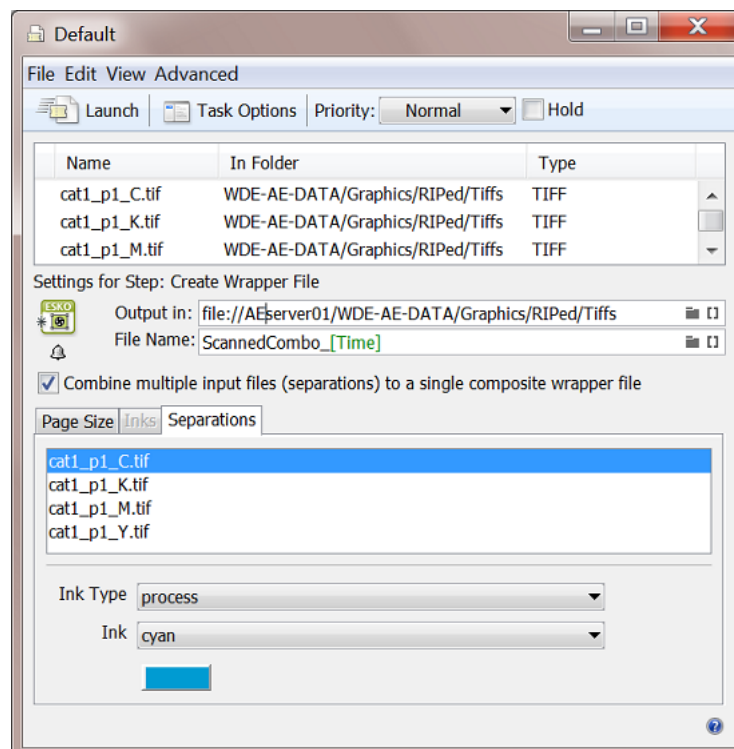 Default
File Edit View Advanced
Launch Task Options Priority: Normal Hold
Name In Folder Type
cat1_p1_C.tif WDE-AE-DATA/Graphics/RIPed/Tiffs TIFF
cat1_p1_K.tif WDE-AE-DATA/Graphics/RIPed/Tiffs TIFF
cat1_p1_M.tif WDE-AE-DATA/Graphics/RIPed/Tiffs TIFF
Settings for Step: Create Wrapper File
ESKO
Output in: file://AEserver01/WDE-AE-DATA/Graphics/RIPed/Tiffs
File Name: ScannedCombo_[Time]
Combine multiple input files (separations) to a single composite wrapper file
Page Size Inks Separations
cat1_p1_C.tif
cat1_p1_K.tif
cat1_p1_M.tif
cat1_p1_Y.tif
Ink Type process
Ink cyan